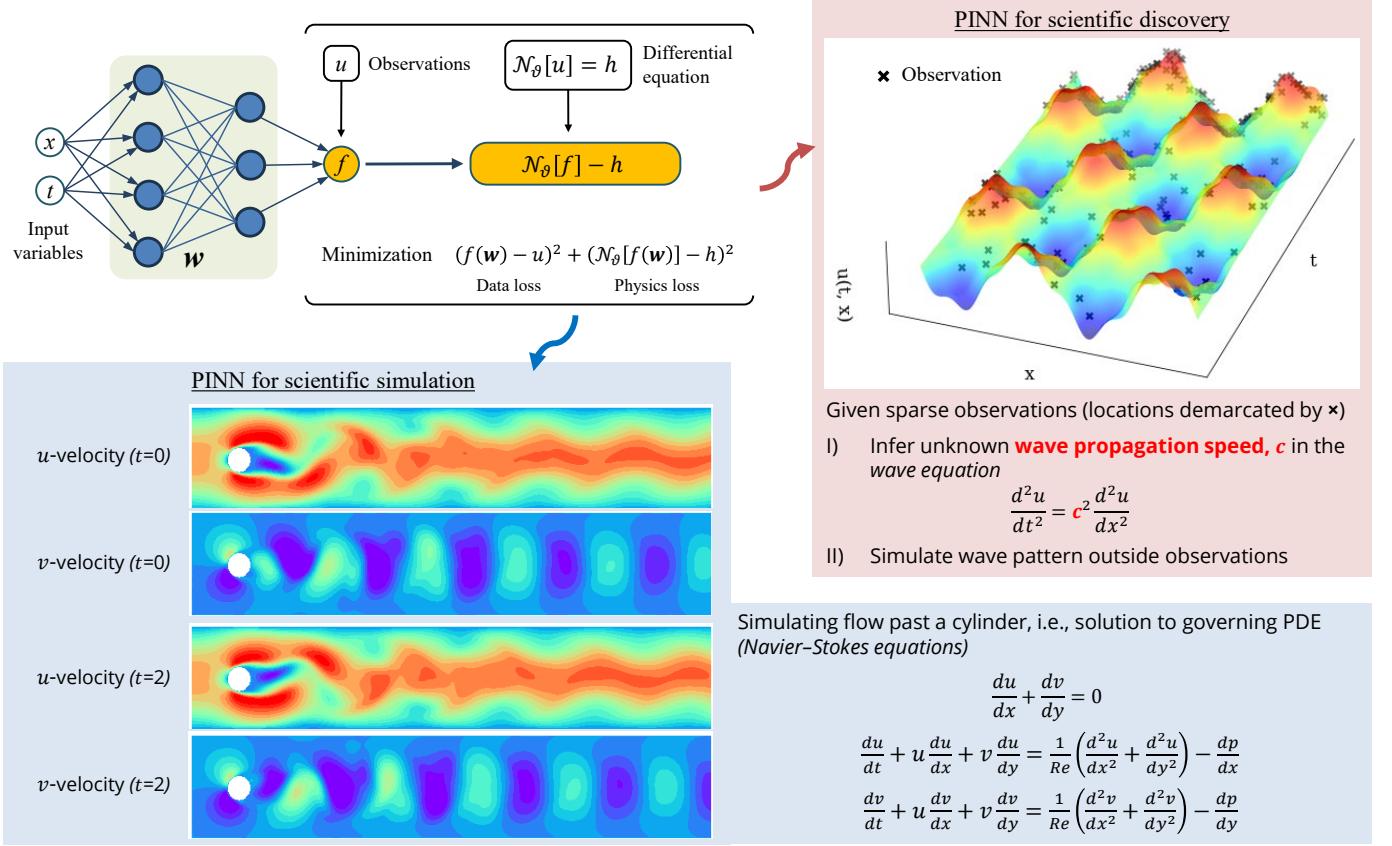 x
t
Input
variables
w
f
u
Observations
𝒩_ϑ[u] = h
Differential
equation
𝒩_ϑ[f] − h
Minimization (f(w) − u)² + (𝒩_ϑ[f(w)] − h)²
Data loss Physics loss
PINN for scientific discovery
× Observation
u(t, x)
x
t
Given sparse observations (locations demarcated by ×)
I) Infer unknown wave propagation speed, c in the
wave equation
d²u/dt² = c² d²u/dx²
II) Simulate wave pattern outside observations
PINN for scientific simulation
u-velocity (t=0)
v-velocity (t=0)
u-velocity (t=2)
v-velocity (t=2)
Simulating flow past a cylinder, i.e., solution to governing PDE
(Navier–Stokes equations)
du/dx + dv/dy = 0
du/dt + u du/dx + v du/dy = 1/Re (d²u/dx² + d²u/dy²) − dp/dx
dv/dt + u dv/dx + v dv/dy = 1/Re (d²v/dx² + d²v/dy²) − dp/dy